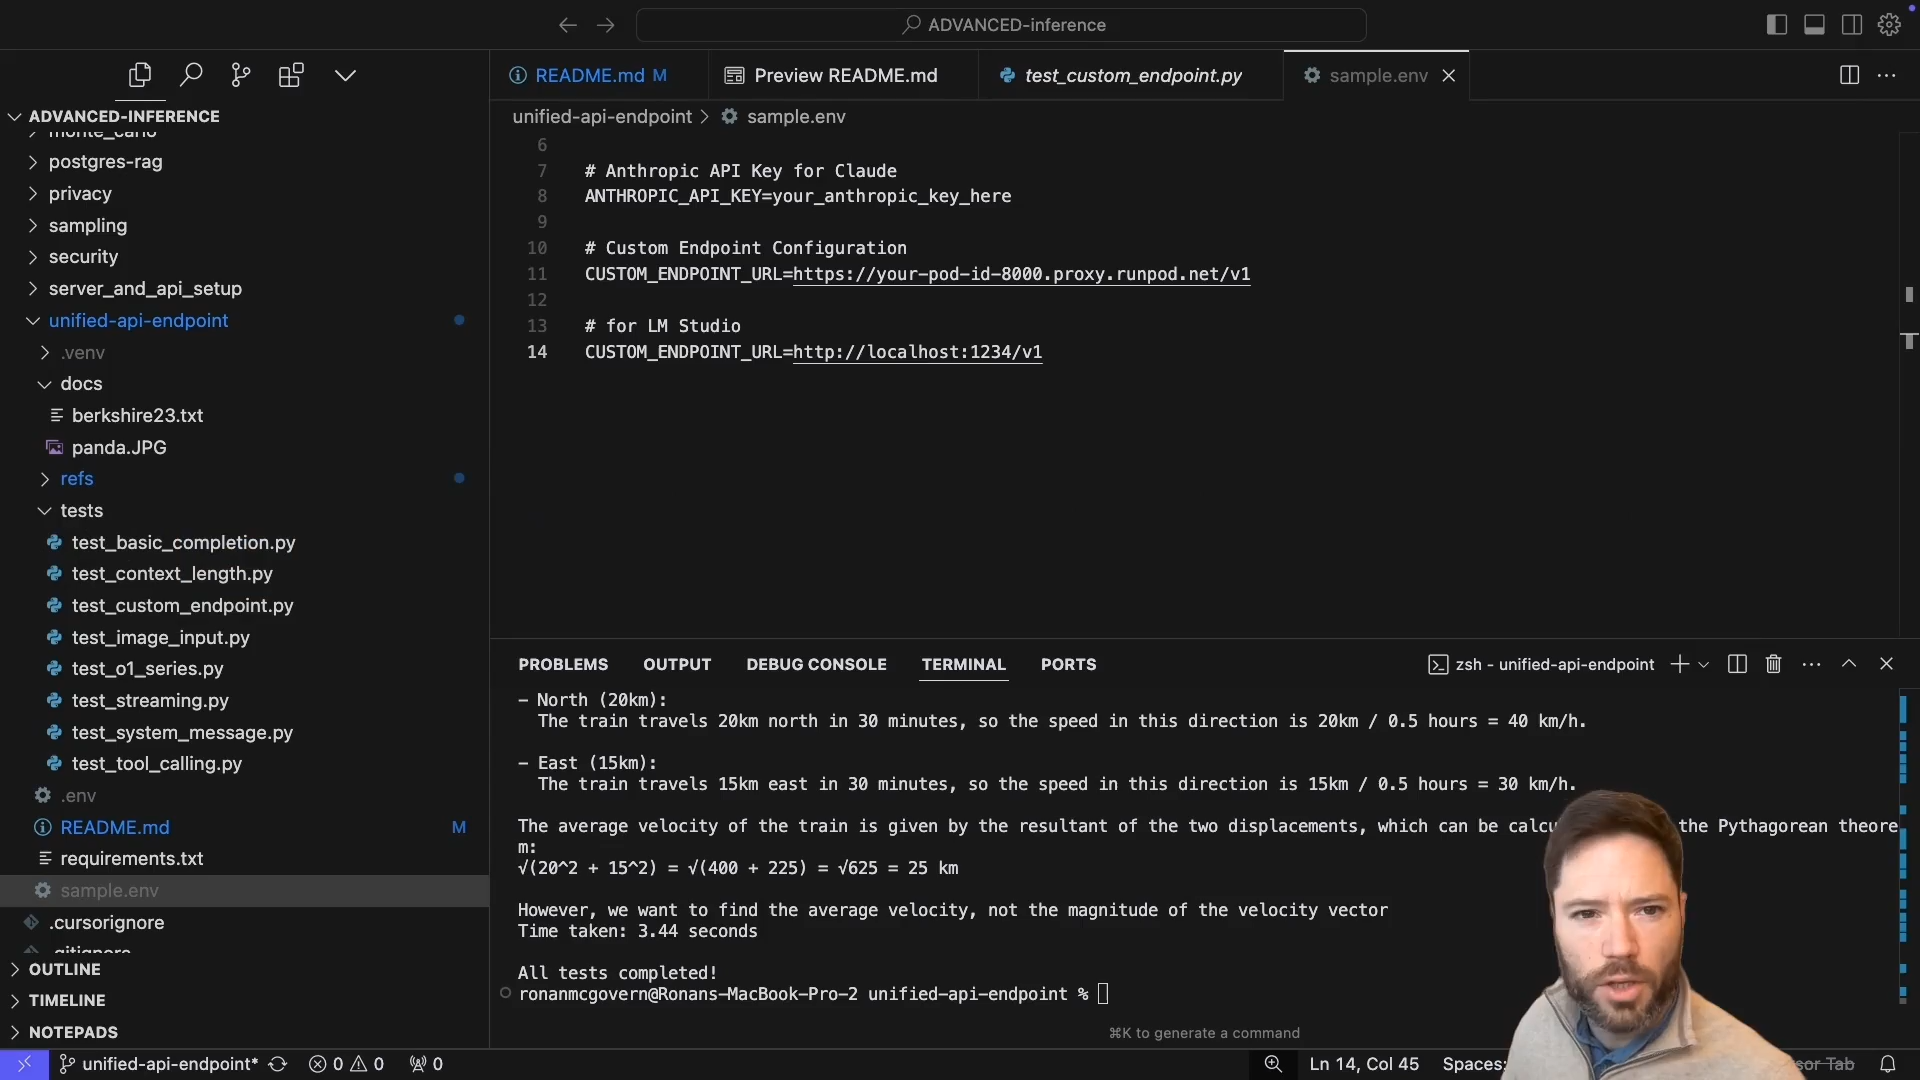 ADVANCED-inference
README.md M
Preview README.md
test_custom_endpoint.py
sample.env
ADVANCED-INFERENCE
unified-api-endpoint > sample.env
monte_carlo
postgres-rag
privacy
sampling
security
server_and_api_setup
unified-api-endpoint
.venv
docs
berkshire23.txt
panda.JPG
refs
tests
test_basic_completion.py
test_context_length.py
test_custom_endpoint.py
test_image_input.py
test_o1_series.py
test_streaming.py
test_system_message.py
test_tool_calling.py
.env
README.md M
requirements.txt
sample.env
.cursorignore
.gitignore
OUTLINE
TIMELINE
NOTEPADS
6
7 # Anthropic API Key for Claude
8 ANTHROPIC_API_KEY=your_anthropic_key_here
9
10 # Custom Endpoint Configuration
11 CUSTOM_ENDPOINT_URL=https://your-pod-id-8000.proxy.runpod.net/v1
12
13 # for LM Studio
14 CUSTOM_ENDPOINT_URL=http://localhost:1234/v1
PROBLEMS OUTPUT DEBUG CONSOLE TERMINAL PORTS
zsh - unified-api-endpoint
– North (20km):
The train travels 20km north in 30 minutes, so the speed in this direction is 20km / 0.5 hours = 40 km/h.
– East (15km):
The train travels 15km east in 30 minutes, so the speed in this direction is 15km / 0.5 hours = 30 km/h.
The average velocity of the train is given by the resultant of the two displacements, which can be the Pythagorean theore
m:
√(20^2 + 15^2) = √(400 + 225) = √625 = 25 km
However, we want to find the average velocity, not the magnitude of the velocity vector
Time taken: 3.44 seconds
All tests completed!
ronanmcgovern@Ronans-MacBook-Pro-2 unified-api-endpoint %
⌘K to generate a command
unified-api-endpoint* 0 0 0
Ln 14, Col 45 Spaces: Tab